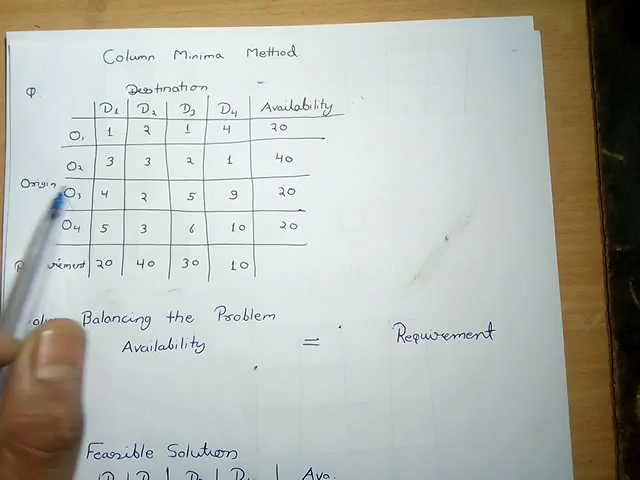 Column Minima Method
Q Destination
D1 D2 D3 D4 Availability
O1 1 2 1 4 20
O2 3 3 2 1 40
Origin
O3 4 2 5 9 20
O4 5 3 6 10 20
20 40 30 10
Balancing the Problem
Availability = Requirement
Feasible Solution
D D D D Ava.